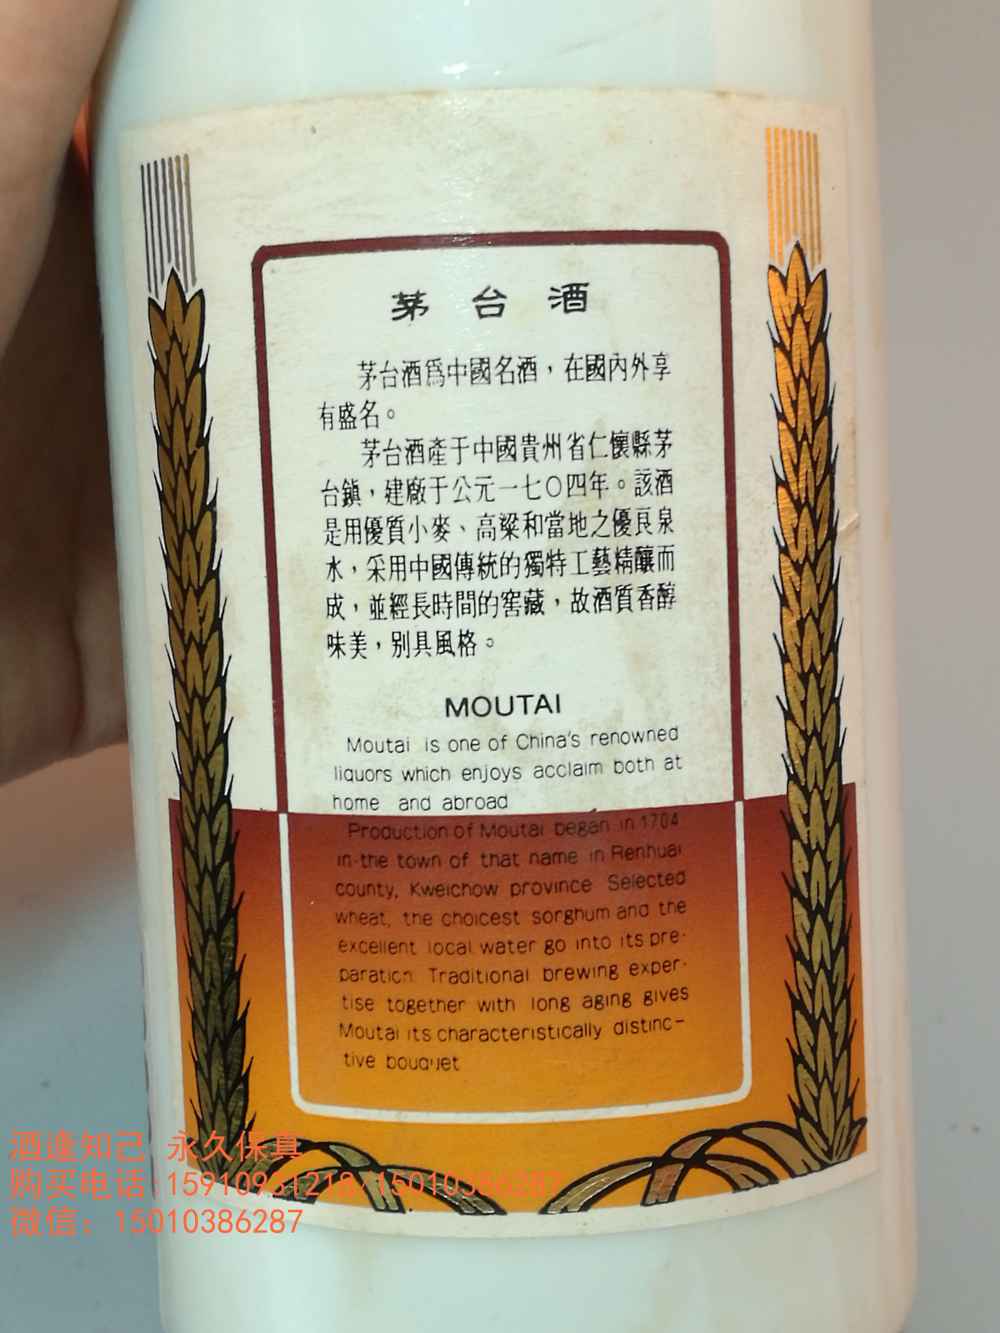 茅台酒
茅台酒爲中國名酒，在國內外享
有盛名。
茅台酒產于中國貴州省仁懷縣茅
台鎮，建廠于公元一七〇四年。該酒
是用優質小麥、高粱和當地之優良泉
水，采用中國傳統的獨特工藝精釀而
成，並經長時間的窖藏，故酒質香醇
味美，别具風格。
MOUTAI
Moutai is one of China's renowned
liquors which enjoys acclaim both at
home and abroad
Production of Moutai began in 1704
in the town of that name in Renhuai
county, Kweichow province Selected
wheat, the choicest sorghum and the
excellent local water go into its pre-
paration Traditional brewing exper-
tise together with long aging gives
Moutai its characteristically distinc-
tive bouquet
酒逢知己 永久保真
购买电话 15910931218/15010386287
微信：15010386287